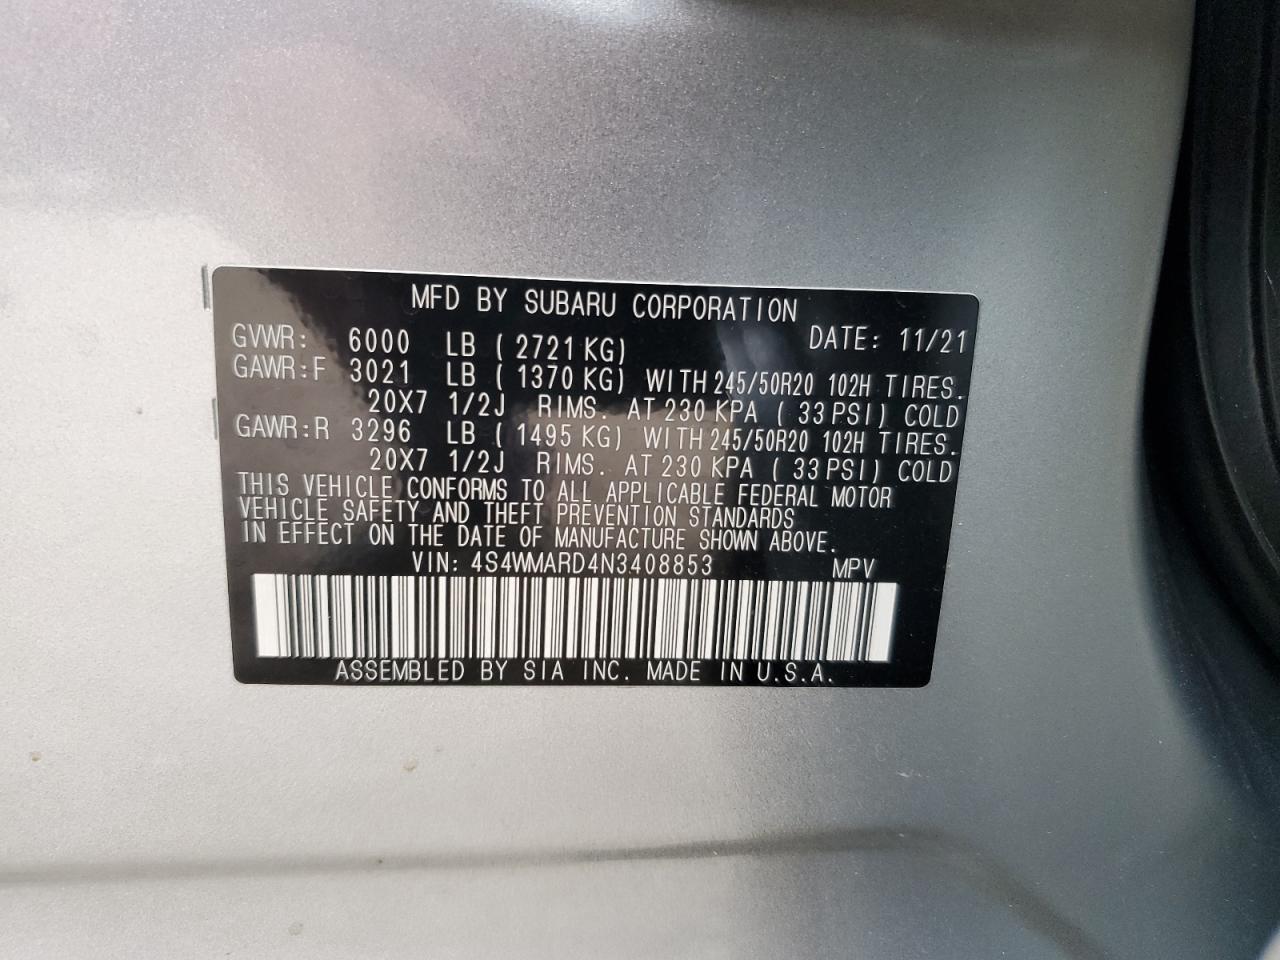 MFD BY SUBARU CORPORATION
GVWR: 6000 LB ( 2721 KG) DATE: 11/21
GAWR:F 3021 LB ( 1370 KG) WITH 245/50R20 102H TIRES.
20X7 1/2J RIMS. AT 230 KPA ( 33 PSI) COLD
GAWR:R 3296 LB ( 1495 KG) WITH 245/50R20 102H TIRES.
20X7 1/2J RIMS. AT 230 KPA ( 33 PSI) COLD
THIS VEHICLE CONFORMS TO ALL APPLICABLE FEDERAL MOTOR
VEHICLE SAFETY AND THEFT PREVENTION STANDARDS
IN EFFECT ON THE DATE OF MANUFACTURE SHOWN ABOVE.
VIN: 4S4WMARD4N3408853 MPV
ASSEMBLED BY SIA INC. MADE IN U.S.A.